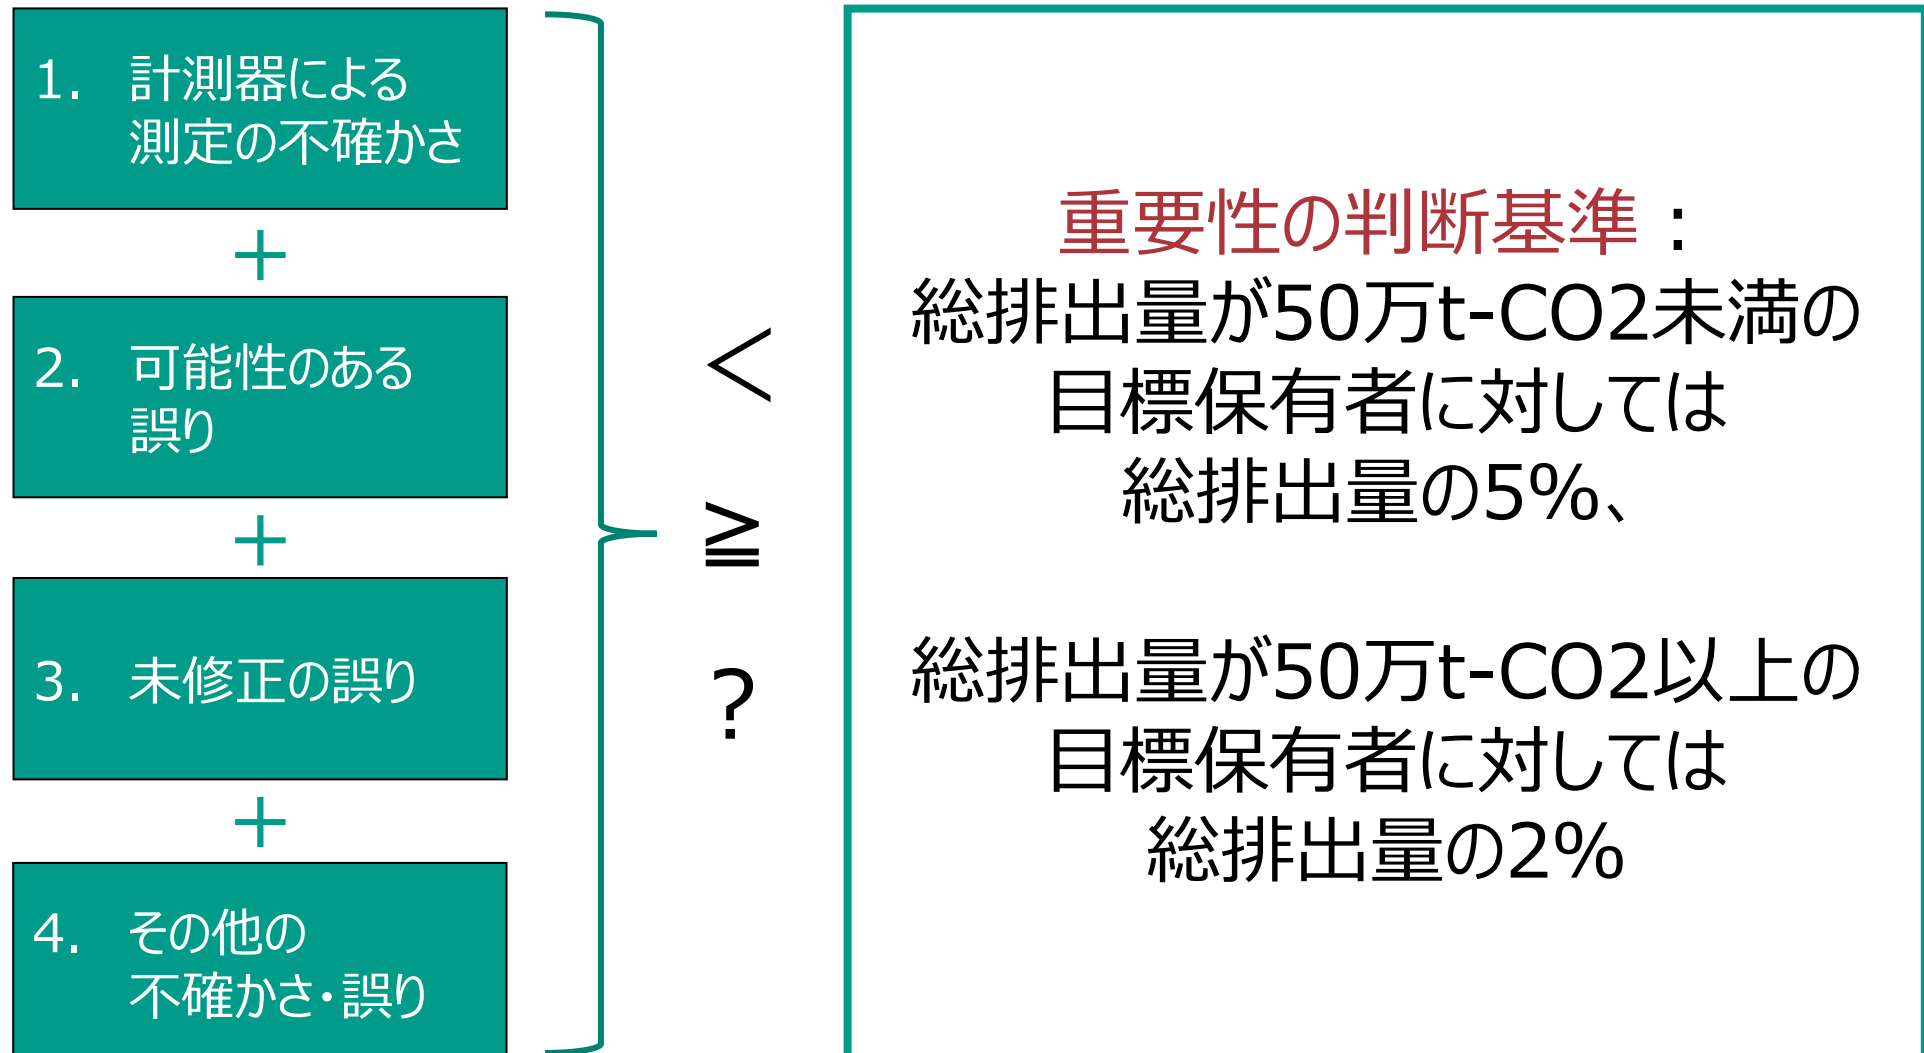 1. 計測器による
測定の不確かさ
+
2. 可能性のある
誤り
+
3. 未修正の誤り
+
4. その他の
不確かさ・誤り
<
≧
?
重要性の判断基準：
総排出量が50万t-CO2未満の
目標保有者に対しては
総排出量の5%、
総排出量が50万t-CO2以上の
目標保有者に対しては
総排出量の2%